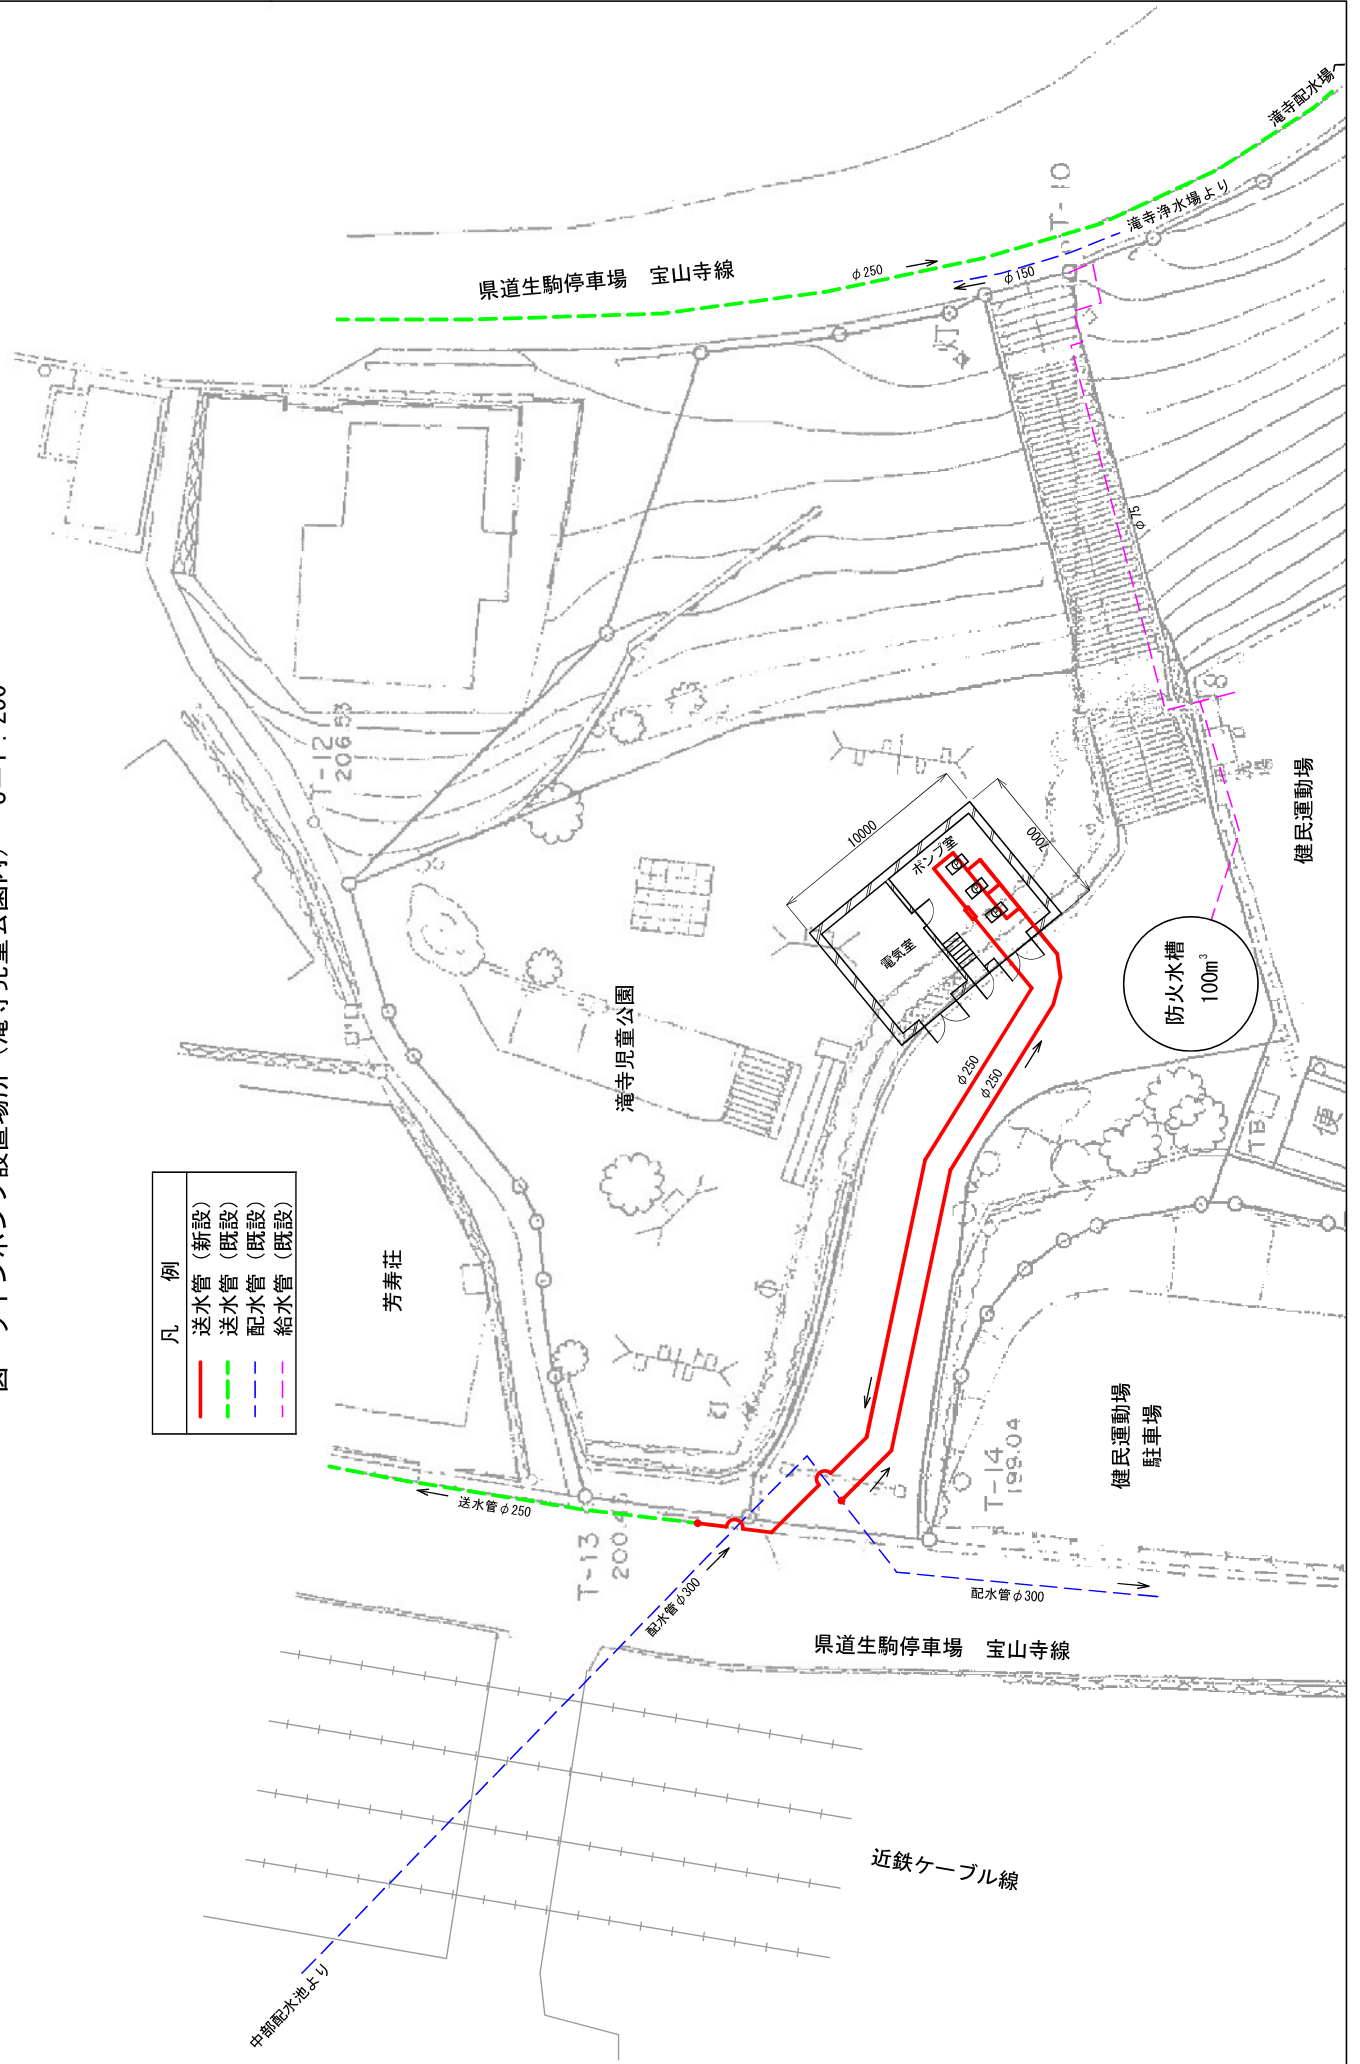 凡　例
送水管（新設）
送水管（既設）
配水管（既設）
給水管（既設）
県道生駒停車場　宝山寺線
φ250
φ150
滝寺浄水場より
滝寺配水場へ
T-10
φ75
8
T-12
206.53
芳寿荘
滝寺児童公園
10000
7000
ポンプ室
電気室
φ250
φ250
防火水槽
100m³
健民運動場
TB
便
健民運動場
駐車場
T-14
199.04
T-13
送水管φ250
配水管φ300
配水管φ300
県道生駒停車場　宝山寺線
近鉄ケーブル線
中部配水池より